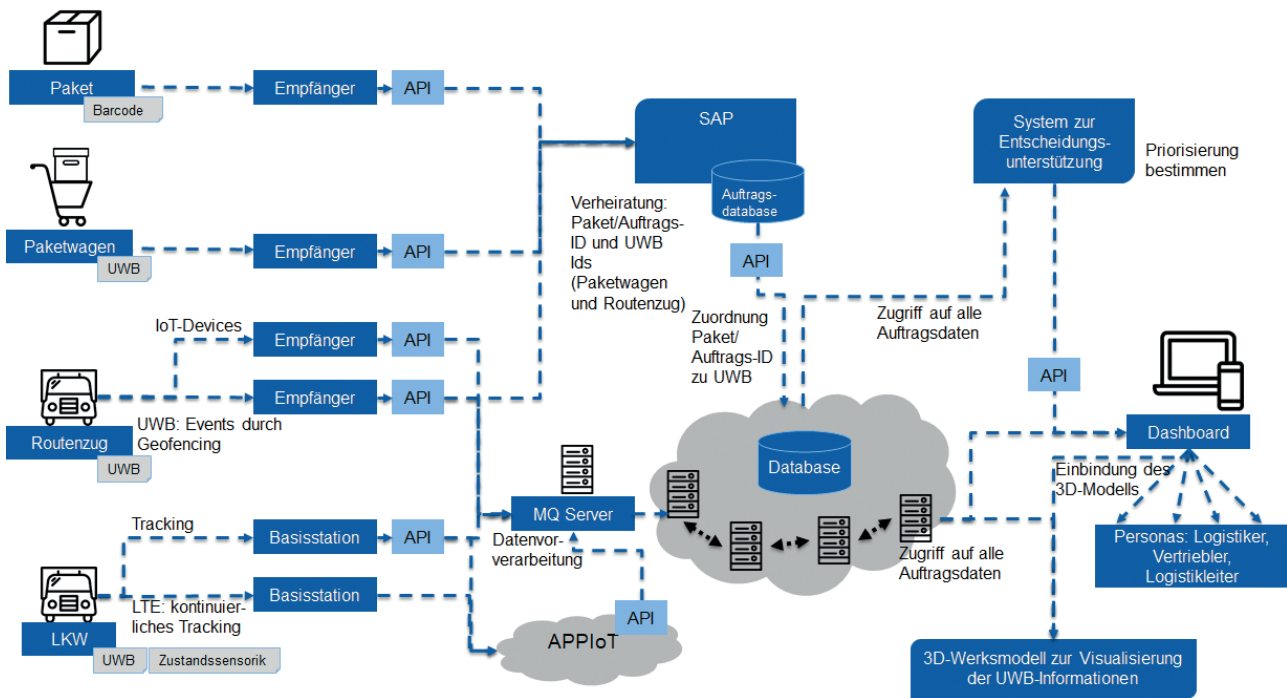 Paket
Barcode
Empfänger
API
SAP
Auftrags-
database
API
System zur
Entscheidungs-
unterstützung
Priorisierung
bestimmen
Paketwagen
UWB
Empfänger
API
Verheiratung:
Paket/Auftrags-
ID und UWB
Ids
(Paketwagen
und Routenzug)
Zuordnung
Paket/
Auftrags-ID
zu UWB
Zugriff auf alle
Auftragsdaten
API
IoT-Devices
Empfänger
API
Empfänger
API
Routenzug
UWB
UWB: Events durch
Geofencing
Database
Dashboard
Einbindung des
3D-Modells
Personas: Logistiker,
Vertriebler,
Logistikleiter
MQ Server
Datenvor-
verarbeitung
Zugriff auf alle
Auftragsdaten
Tracking
Basisstation
API
Basisstation
LTE: kontinuier-
liches Tracking
LKW
UWB
Zustandssensorik
API
APPIoT
3D-Werksmodell zur Visualisierung
der UWB-Informationen